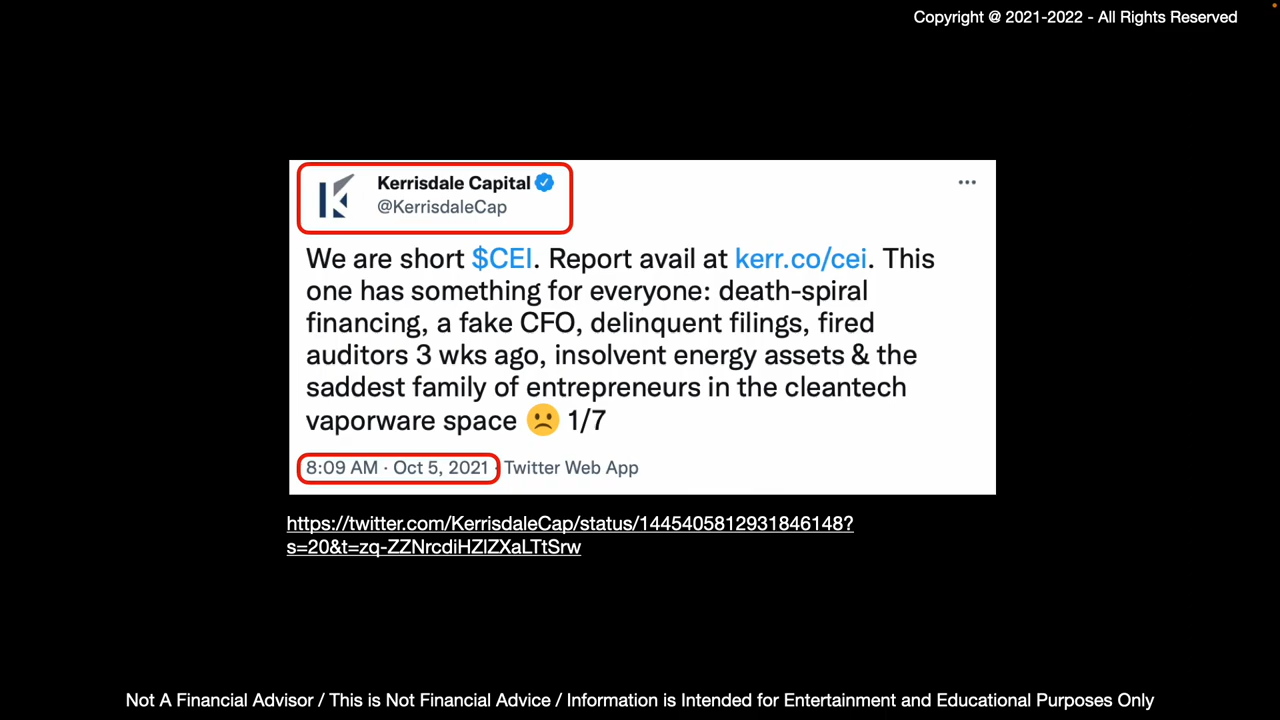 Copyright @ 2021-2022 - All Rights Reserved
Kerrisdale Capital
@KerrisdaleCap
We are short $CEI. Report avail at kerr.co/cei. This
one has something for everyone: death-spiral
financing, a fake CFO, delinquent filings, fired
auditors 3 wks ago, insolvent energy assets & the
saddest family of entrepreneurs in the cleantech
vaporware space 🙁 1/7
8:09 AM · Oct 5, 2021 · Twitter Web App
https://twitter.com/KerrisdaleCap/status/1445405812931846148?
s=20&t=zq-ZZNrcdiHZlZXaLTtSrw
Not A Financial Advisor / This is Not Financial Advice / Information is Intended for Entertainment and Educational Purposes Only